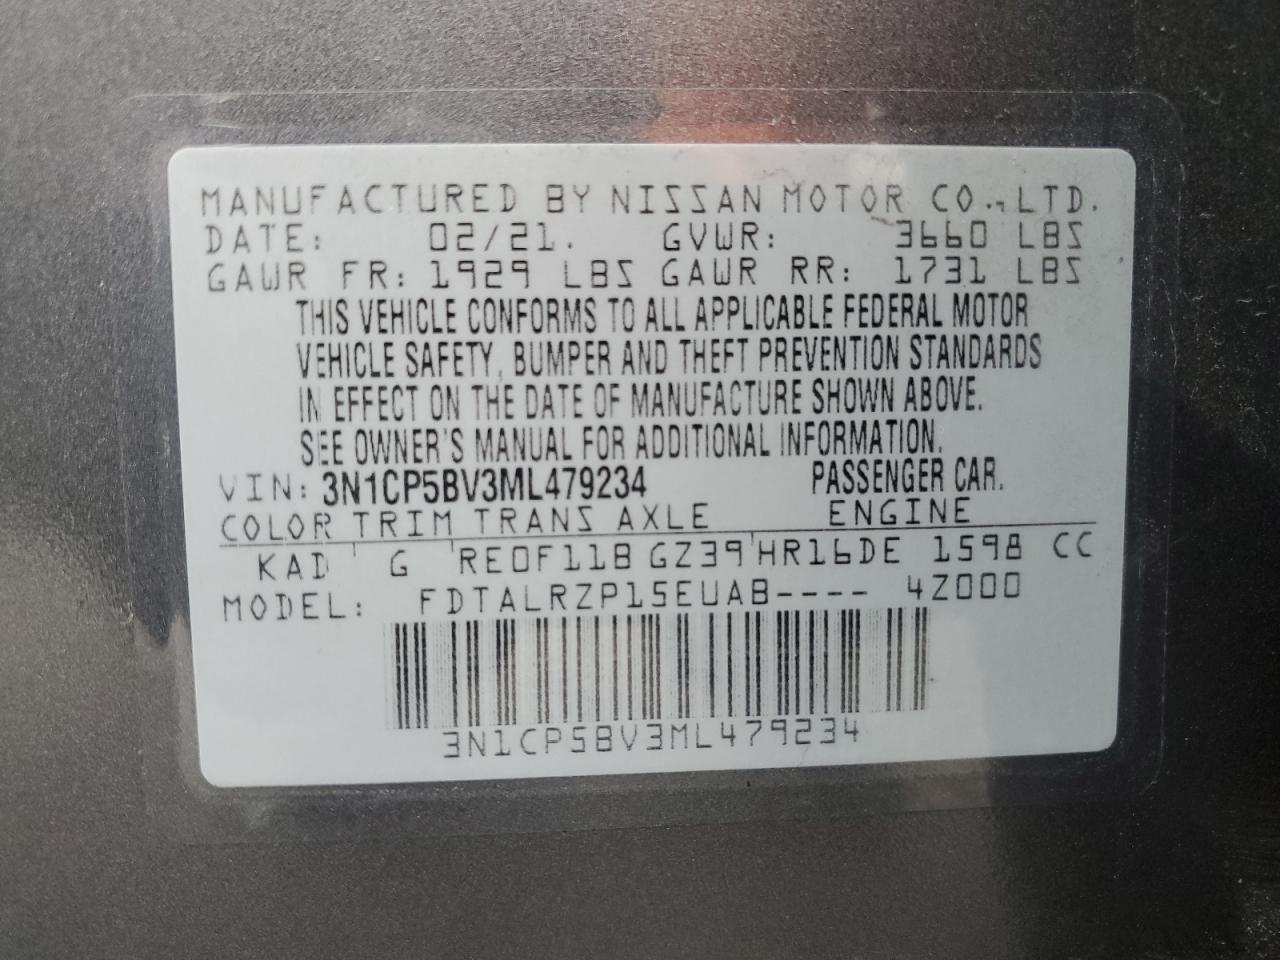 MANUFACTURED BY NISSAN MOTOR CO., LTD.
DATE: 02/21. GVWR: 3660 LBS
GAWR FR: 1929 LBS GAWR RR: 1731 LBS
THIS VEHICLE CONFORMS TO ALL APPLICABLE FEDERAL MOTOR
VEHICLE SAFETY, BUMPER AND THEFT PREVENTION STANDARDS
IN EFFECT ON THE DATE OF MANUFACTURE SHOWN ABOVE.
SEE OWNER'S MANUAL FOR ADDITIONAL INFORMATION.
VIN: 3N1CP5BV3ML479234 PASSENGER CAR.
COLOR TRIM TRANS AXLE ENGINE
KAD G RE0F11B GZ39 HR16DE 1598 CC
MODEL: FDTALRZP15EUAB---- 4Z000
3N1CP5BV3ML479234